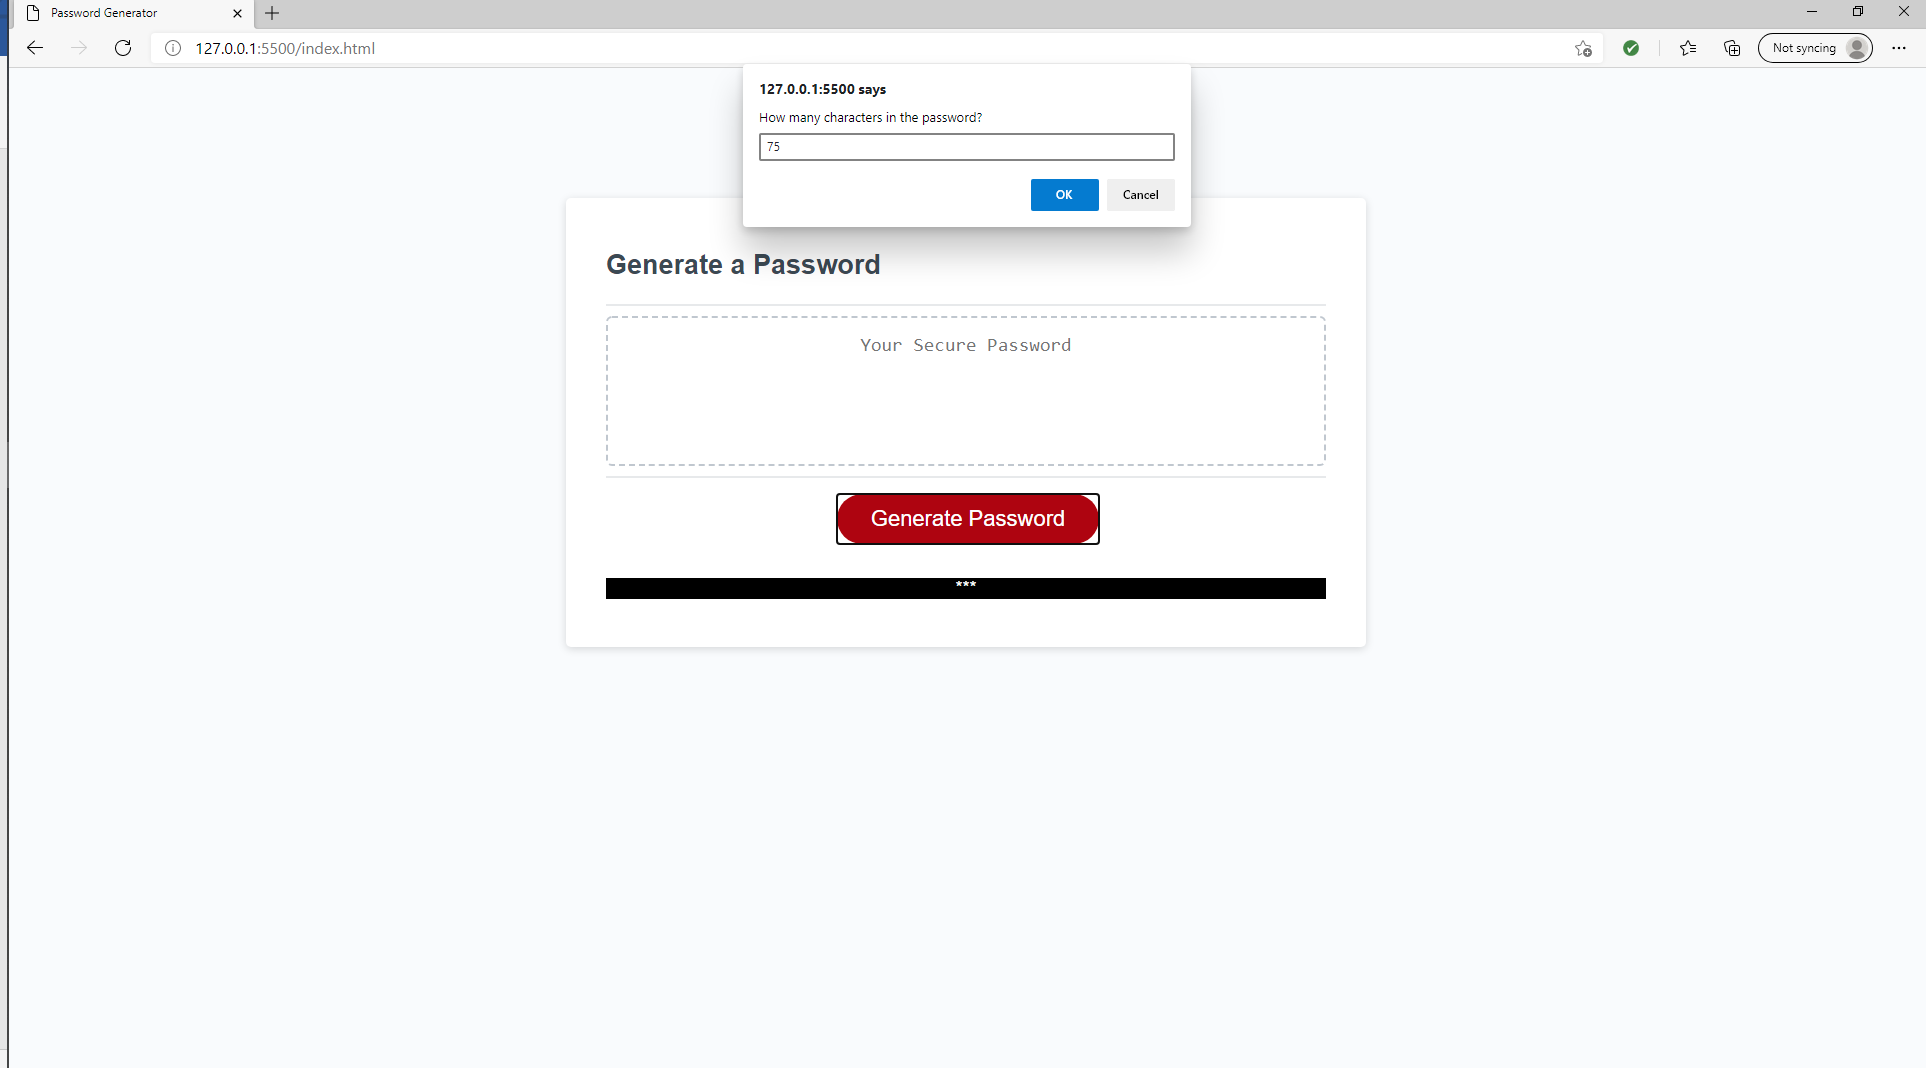 Password Generator
127.0.0.1:5500/index.html
Not syncing
127.0.0.1:5500 says
How many characters in the password?
75
OK Cancel
Generate a Password
Your Secure Password
Generate Password
***